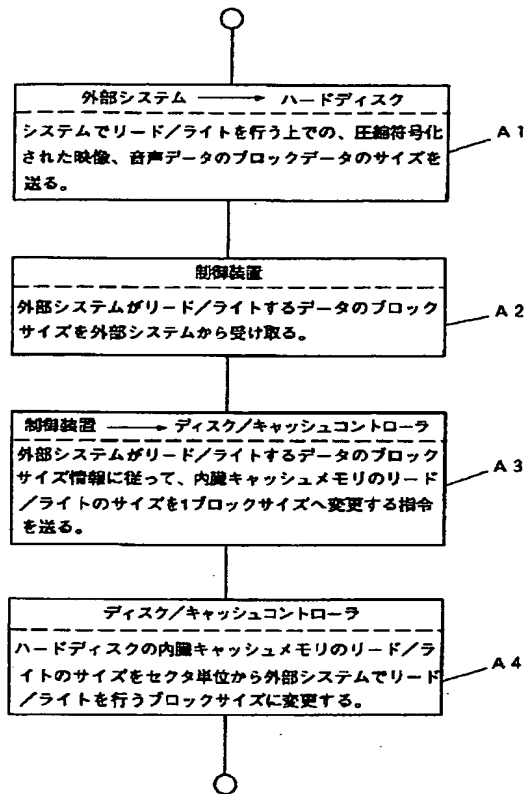 外部システム ――→ ハードディスク
システムでリード／ライトを行う上での、圧縮符号化
された映像、音声データのブロックデータのサイズを
送る。
A1
制御装置
外部システムがリード／ライトするデータのブロック
サイズを外部システムから受け取る。
A2
制御装置 ――→ ディスク／キャッシュコントローラ
外部システムがリード／ライトするデータのブロック
サイズ情報に従って、内臓キャッシュメモリのリード
／ライトのサイズを1ブロックサイズへ変更する指令
を送る。
A3
ディスク／キャッシュコントローラ
ハードディスクの内臓キャッシュメモリのリード／ラ
イトのサイズをセクタ単位から外部システムでリード
／ライトを行うブロックサイズに変更する。
A4